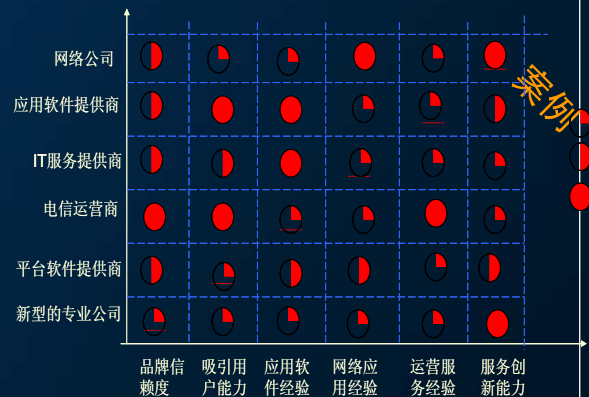 网络公司
案例
应用软件提供商
IT服务提供商
电信运营商
平台软件提供商
新型的专业公司
品牌信
赖度
吸引用
户能力
应用软
件经验
网络应
用经验
运营服
务经验
服务创
新能力